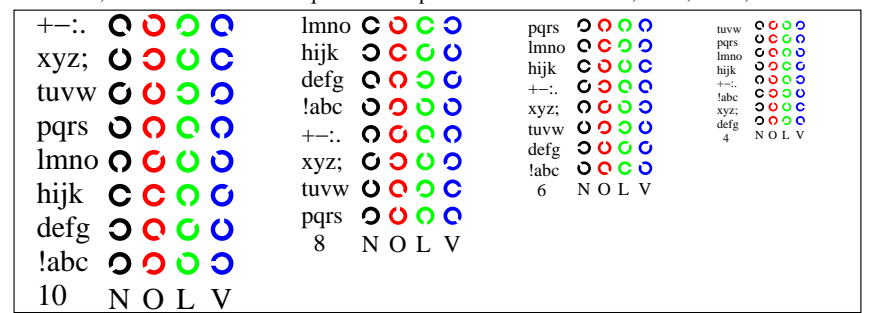 +−:.
xyz;
tuvw
pqrs
lmno
hijk
defg
!abc
10 N O L V
lmno
hijk
defg
!abc
+−:.
xyz;
tuvw
pqrs
8 N O L V
pqrs
lmno
hijk
+−:.
xyz;
tuvw
defg
!abc
6 N O L V
tuvw
pqrs
lmno
hijk
+−:.
!abc
xyz;
defg
4 N O L V